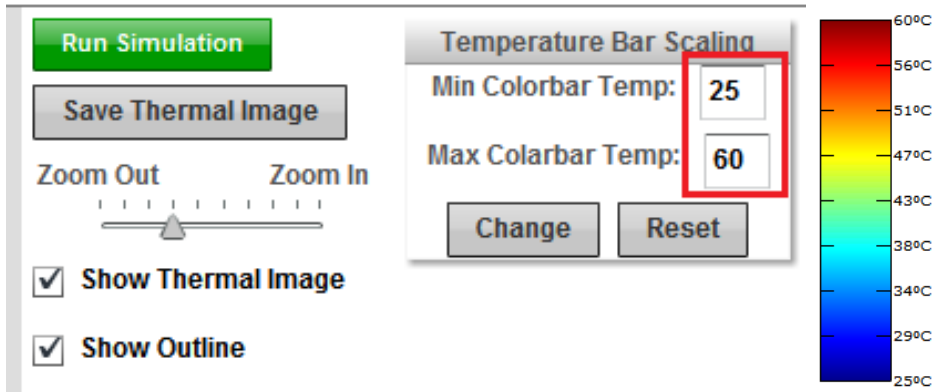 Run Simulation
Save Thermal Image
Zoom Out Zoom In
Show Thermal Image
Show Outline
Temperature Bar Scaling
Min Colorbar Temp: 25
Max Colarbar Temp: 60
Change Reset
60ºC
56ºC
51ºC
47ºC
43ºC
38ºC
34ºC
29ºC
25ºC